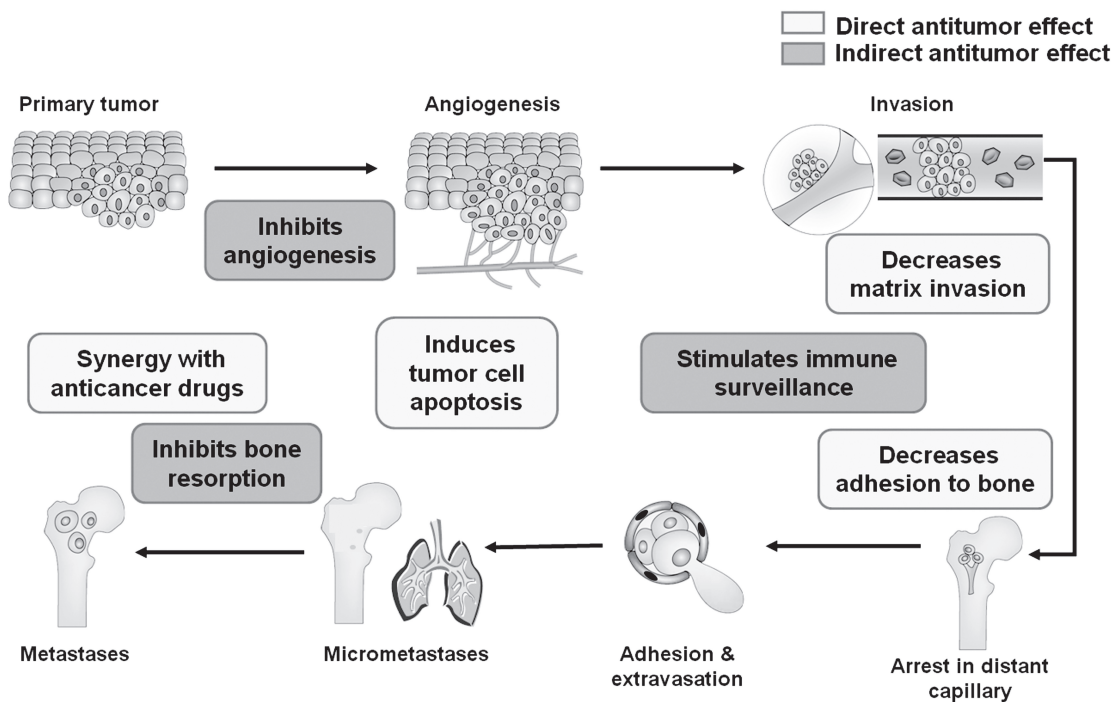 Direct antitumor effect
Indirect antitumor effect
Primary tumor
Angiogenesis
Invasion
Inhibits
angiogenesis
Decreases
matrix invasion
Synergy with
anticancer drugs
Induces
tumor cell
apoptosis
Stimulates immune
surveillance
Inhibits bone
resorption
Decreases
adhesion to bone
Metastases
Micrometastases
Adhesion &
extravasation
Arrest in distant
capillary